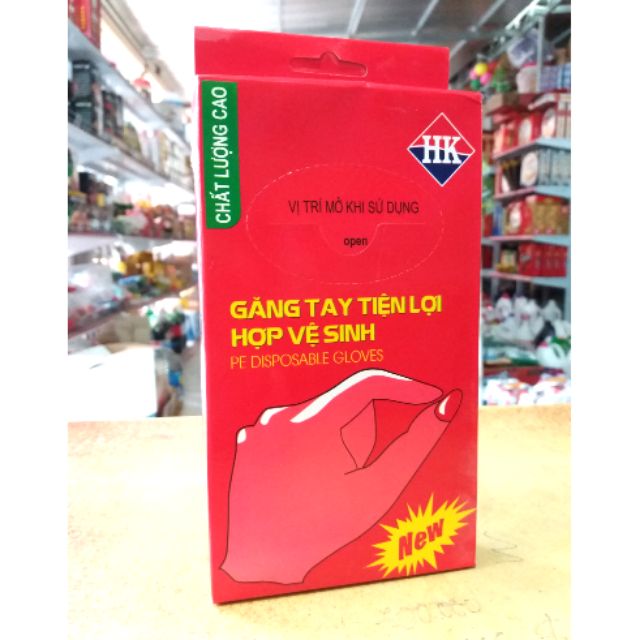 CHẤT LƯỢNG CAO
HK
VỊ TRÍ MỞ KHI SỬ DỤNG
open
GĂNG TAY TIỆN LỢI
HỢP VỆ SINH
PE DISPOSABLE GLOVES
New